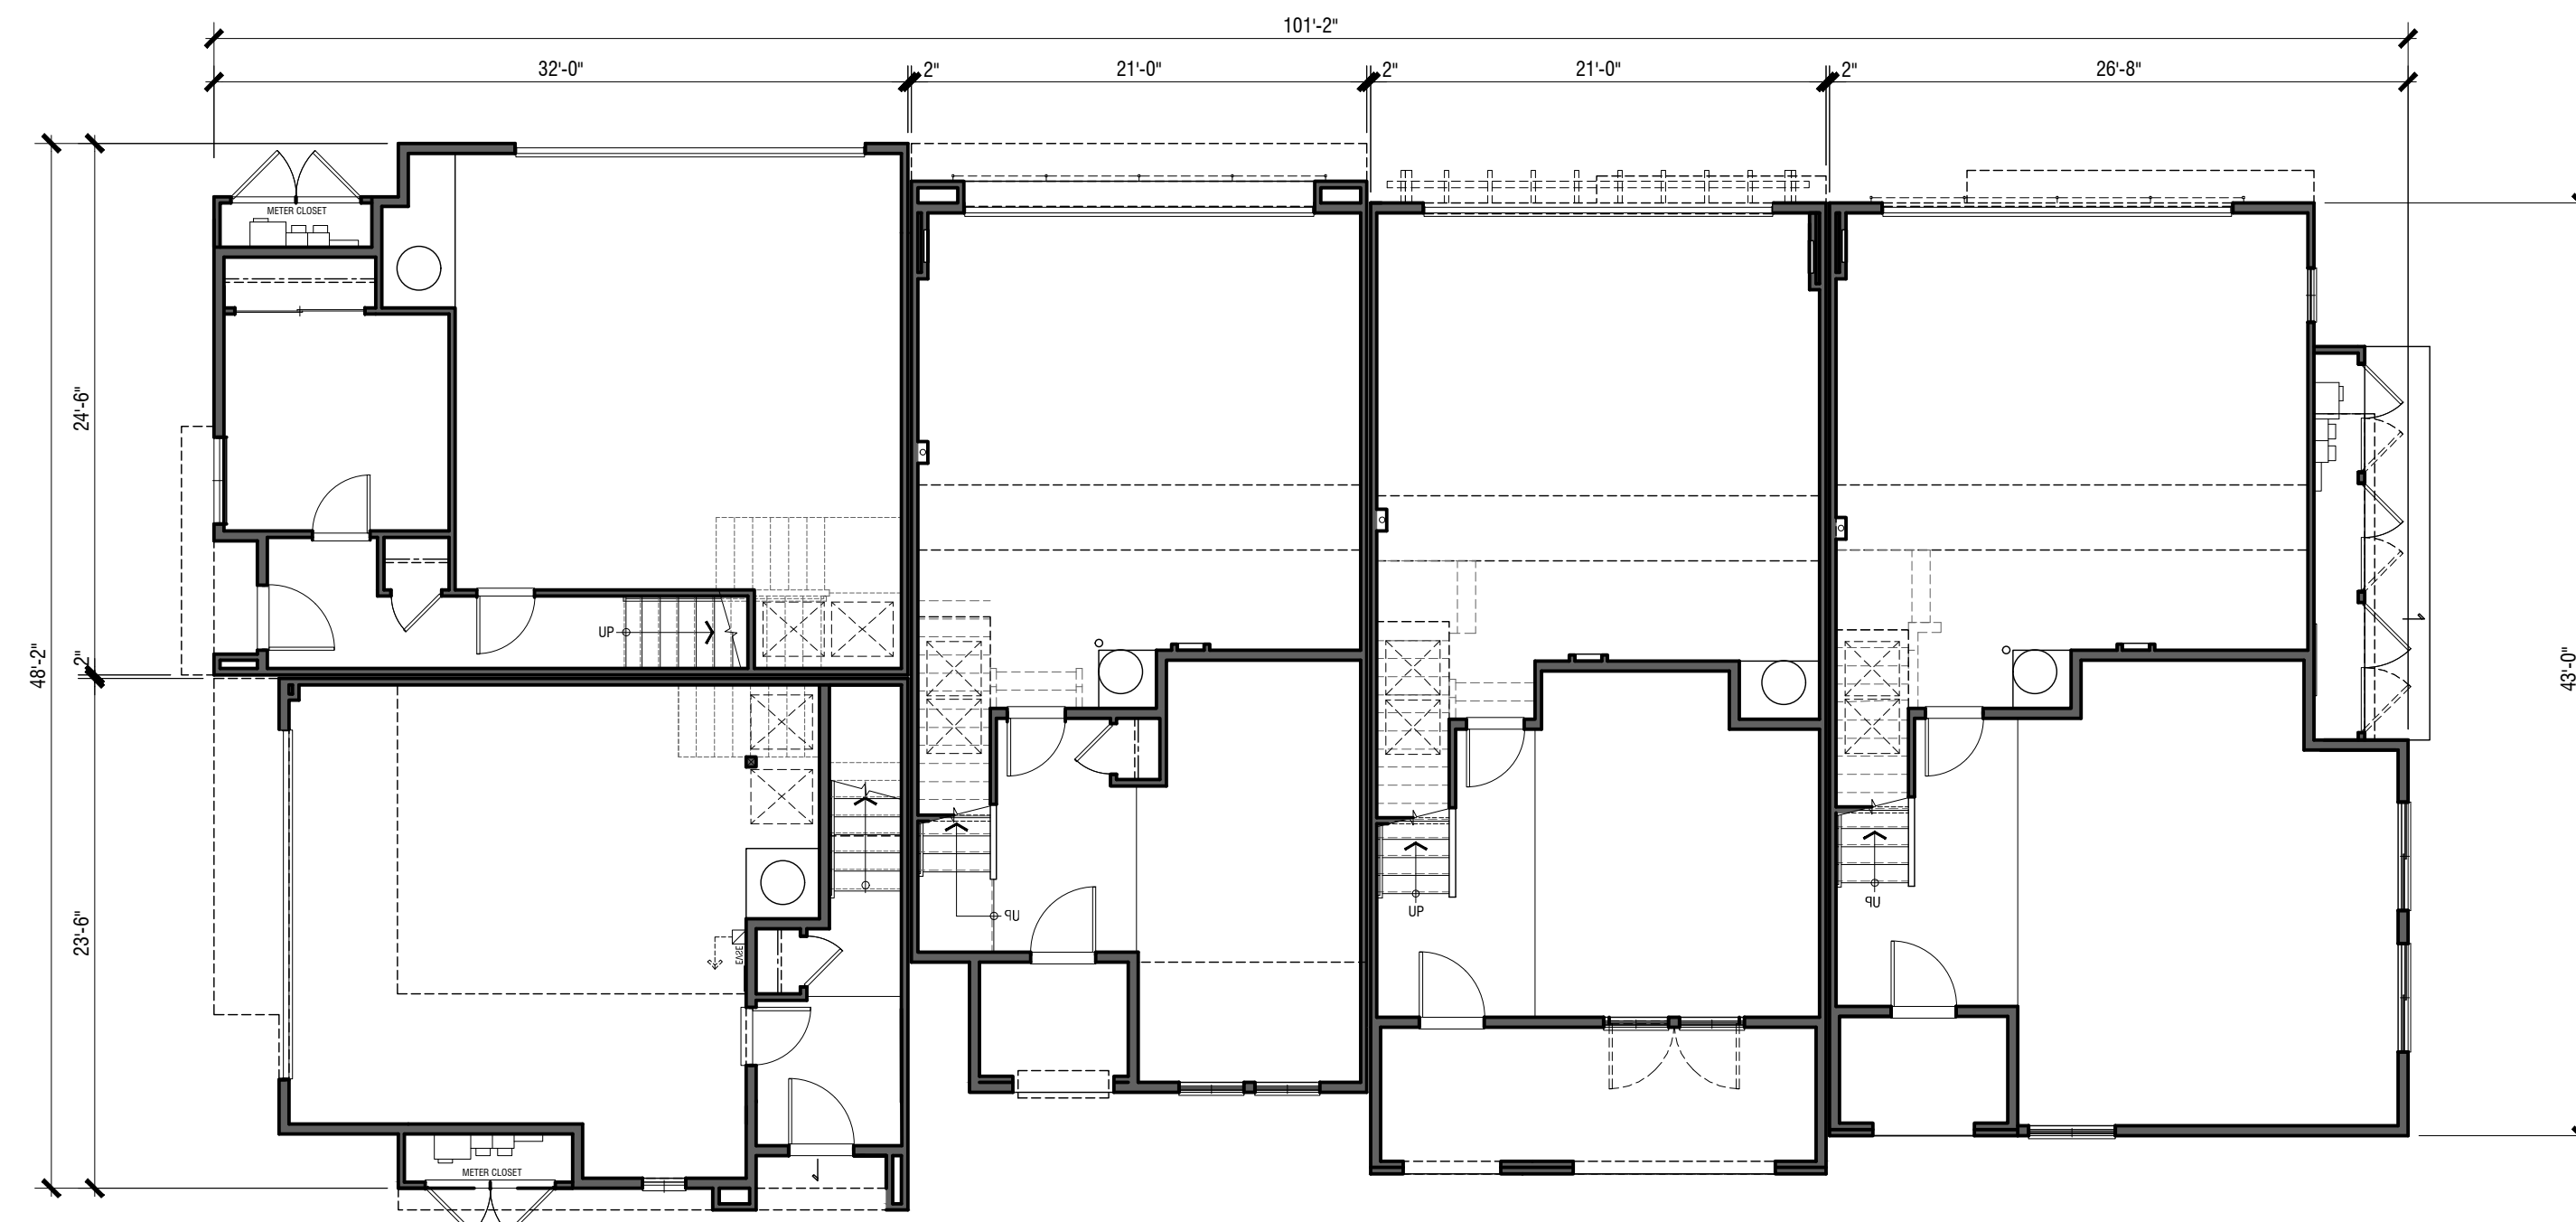 101'-2"
32'-0"
2"
21'-0"
2"
21'-0"
2"
26'-8"
METER CLOSET
24'-6"
UP
48'-2"
2"
43'-0"
UP
UP
UP
23'-6"
EVSE
METER CLOSET